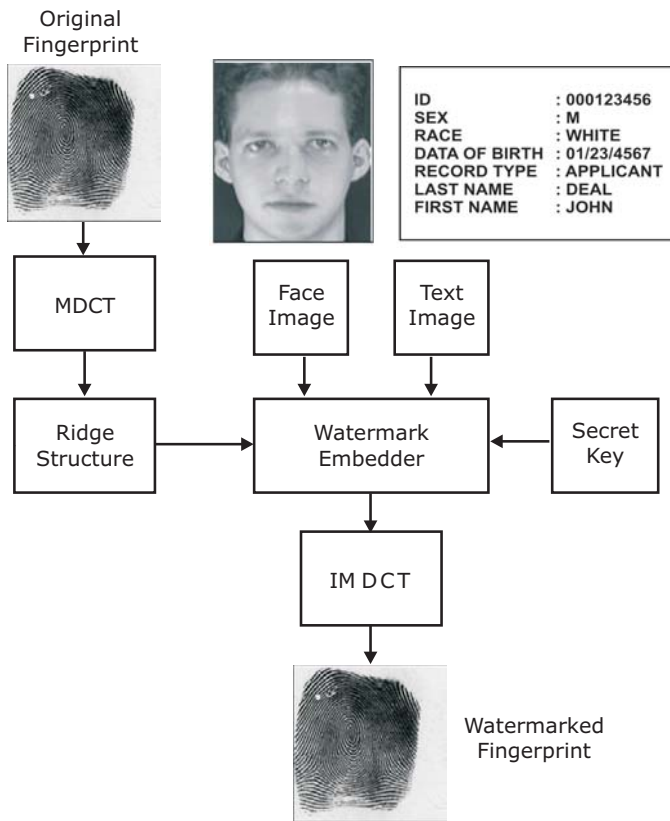 Original
Fingerprint
ID : 000123456
SEX : M
RACE : WHITE
DATA OF BIRTH : 01/23/4567
RECORD TYPE : APPLICANT
LAST NAME : DEAL
FIRST NAME : JOHN
MDCT
Face
Image
Text
Image
Ridge
Structure
Watermark
Embedder
Secret
Key
IM DCT
Watermarked
Fingerprint